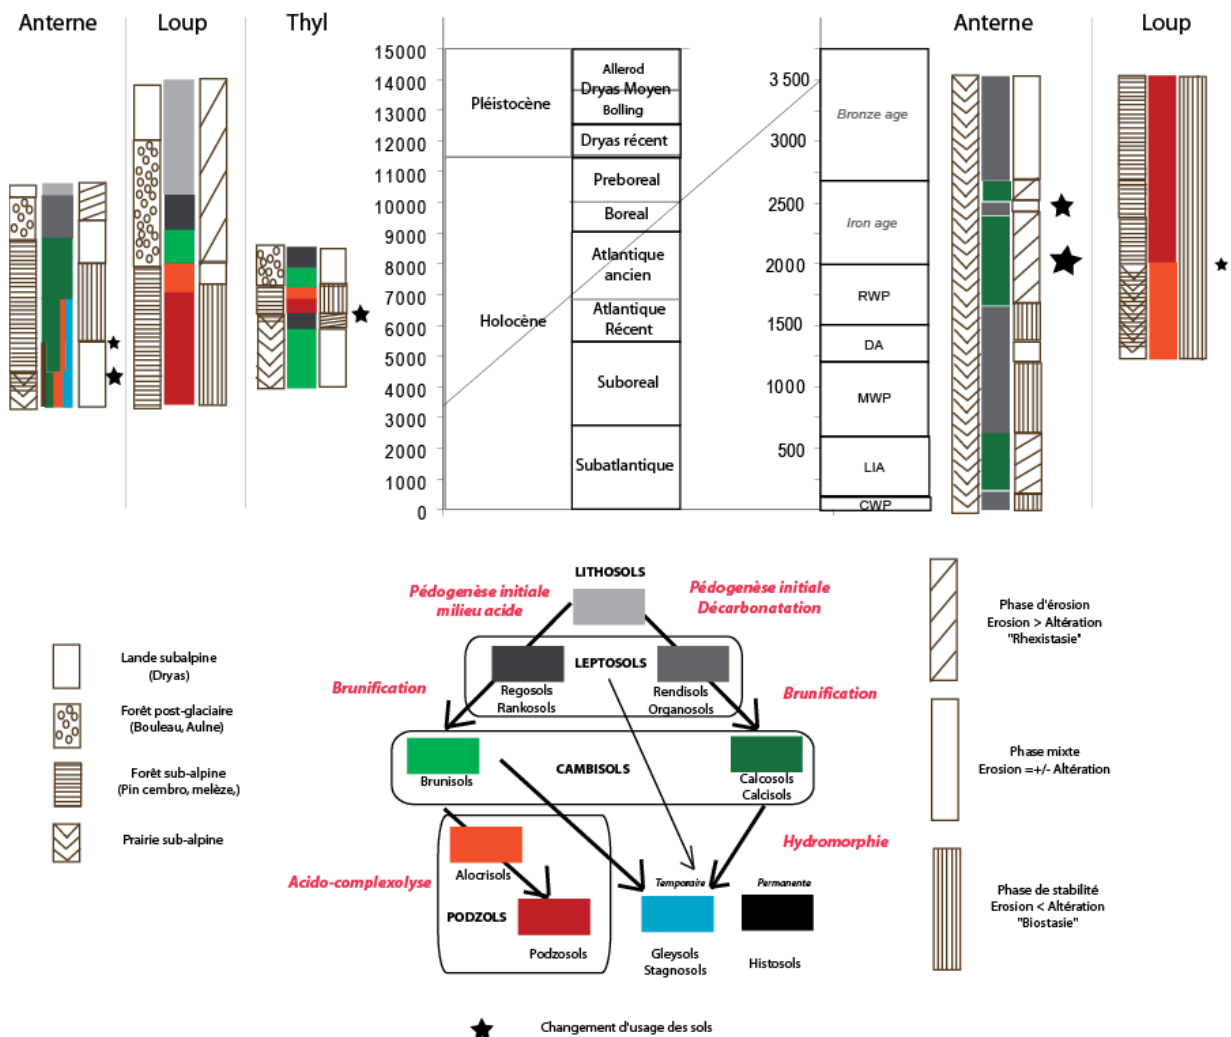 Anterne
Loup
Thyl
Anterne
Loup
15000
14000
13000
12000
11000
10000
9000
8000
7000
6000
5000
4000
3000
2000
1000
0
Pléistocène
Holocène
Allerod
Dryas Moyen
Bolling
Dryas récent
Preboreal
Boreal
Atlantique
ancien
Atlantique
Récent
Suboreal
Subatlantique
3 500
3000
2500
2000
1500
1000
500
Bronze age
Iron age
RWP
DA
MWP
LIA
CWP
LITHOSOLS
Pédogenèse initiale
milieu acide
Pédogenèse initiale
Décarbonatation
LEPTOSOLS
Regosols
Rankosols
Rendisols
Organosols
Brunification
Brunification
CAMBISOLS
Brunisols
Calcosols
Calcisols
Acido-complexolyse
Alocrisols
PODZOLS
Podzosols
Hydromorphie
Temporaire
Permanente
Gleysols
Stagnosols
Histosols
Lande subalpine
(Dryas)
Forêt post-glaciaire
(Bouleau, Aulne)
Forêt sub-alpine
(Pin cembro, melèze,)
Prairie sub-alpine
Phase d'érosion
Erosion > Altération
"Rhexistasie"
Phase mixte
Erosion =+/- Altération
Phase de stabilité
Erosion < Altération
"Biostasie"
Changement d'usage des sols